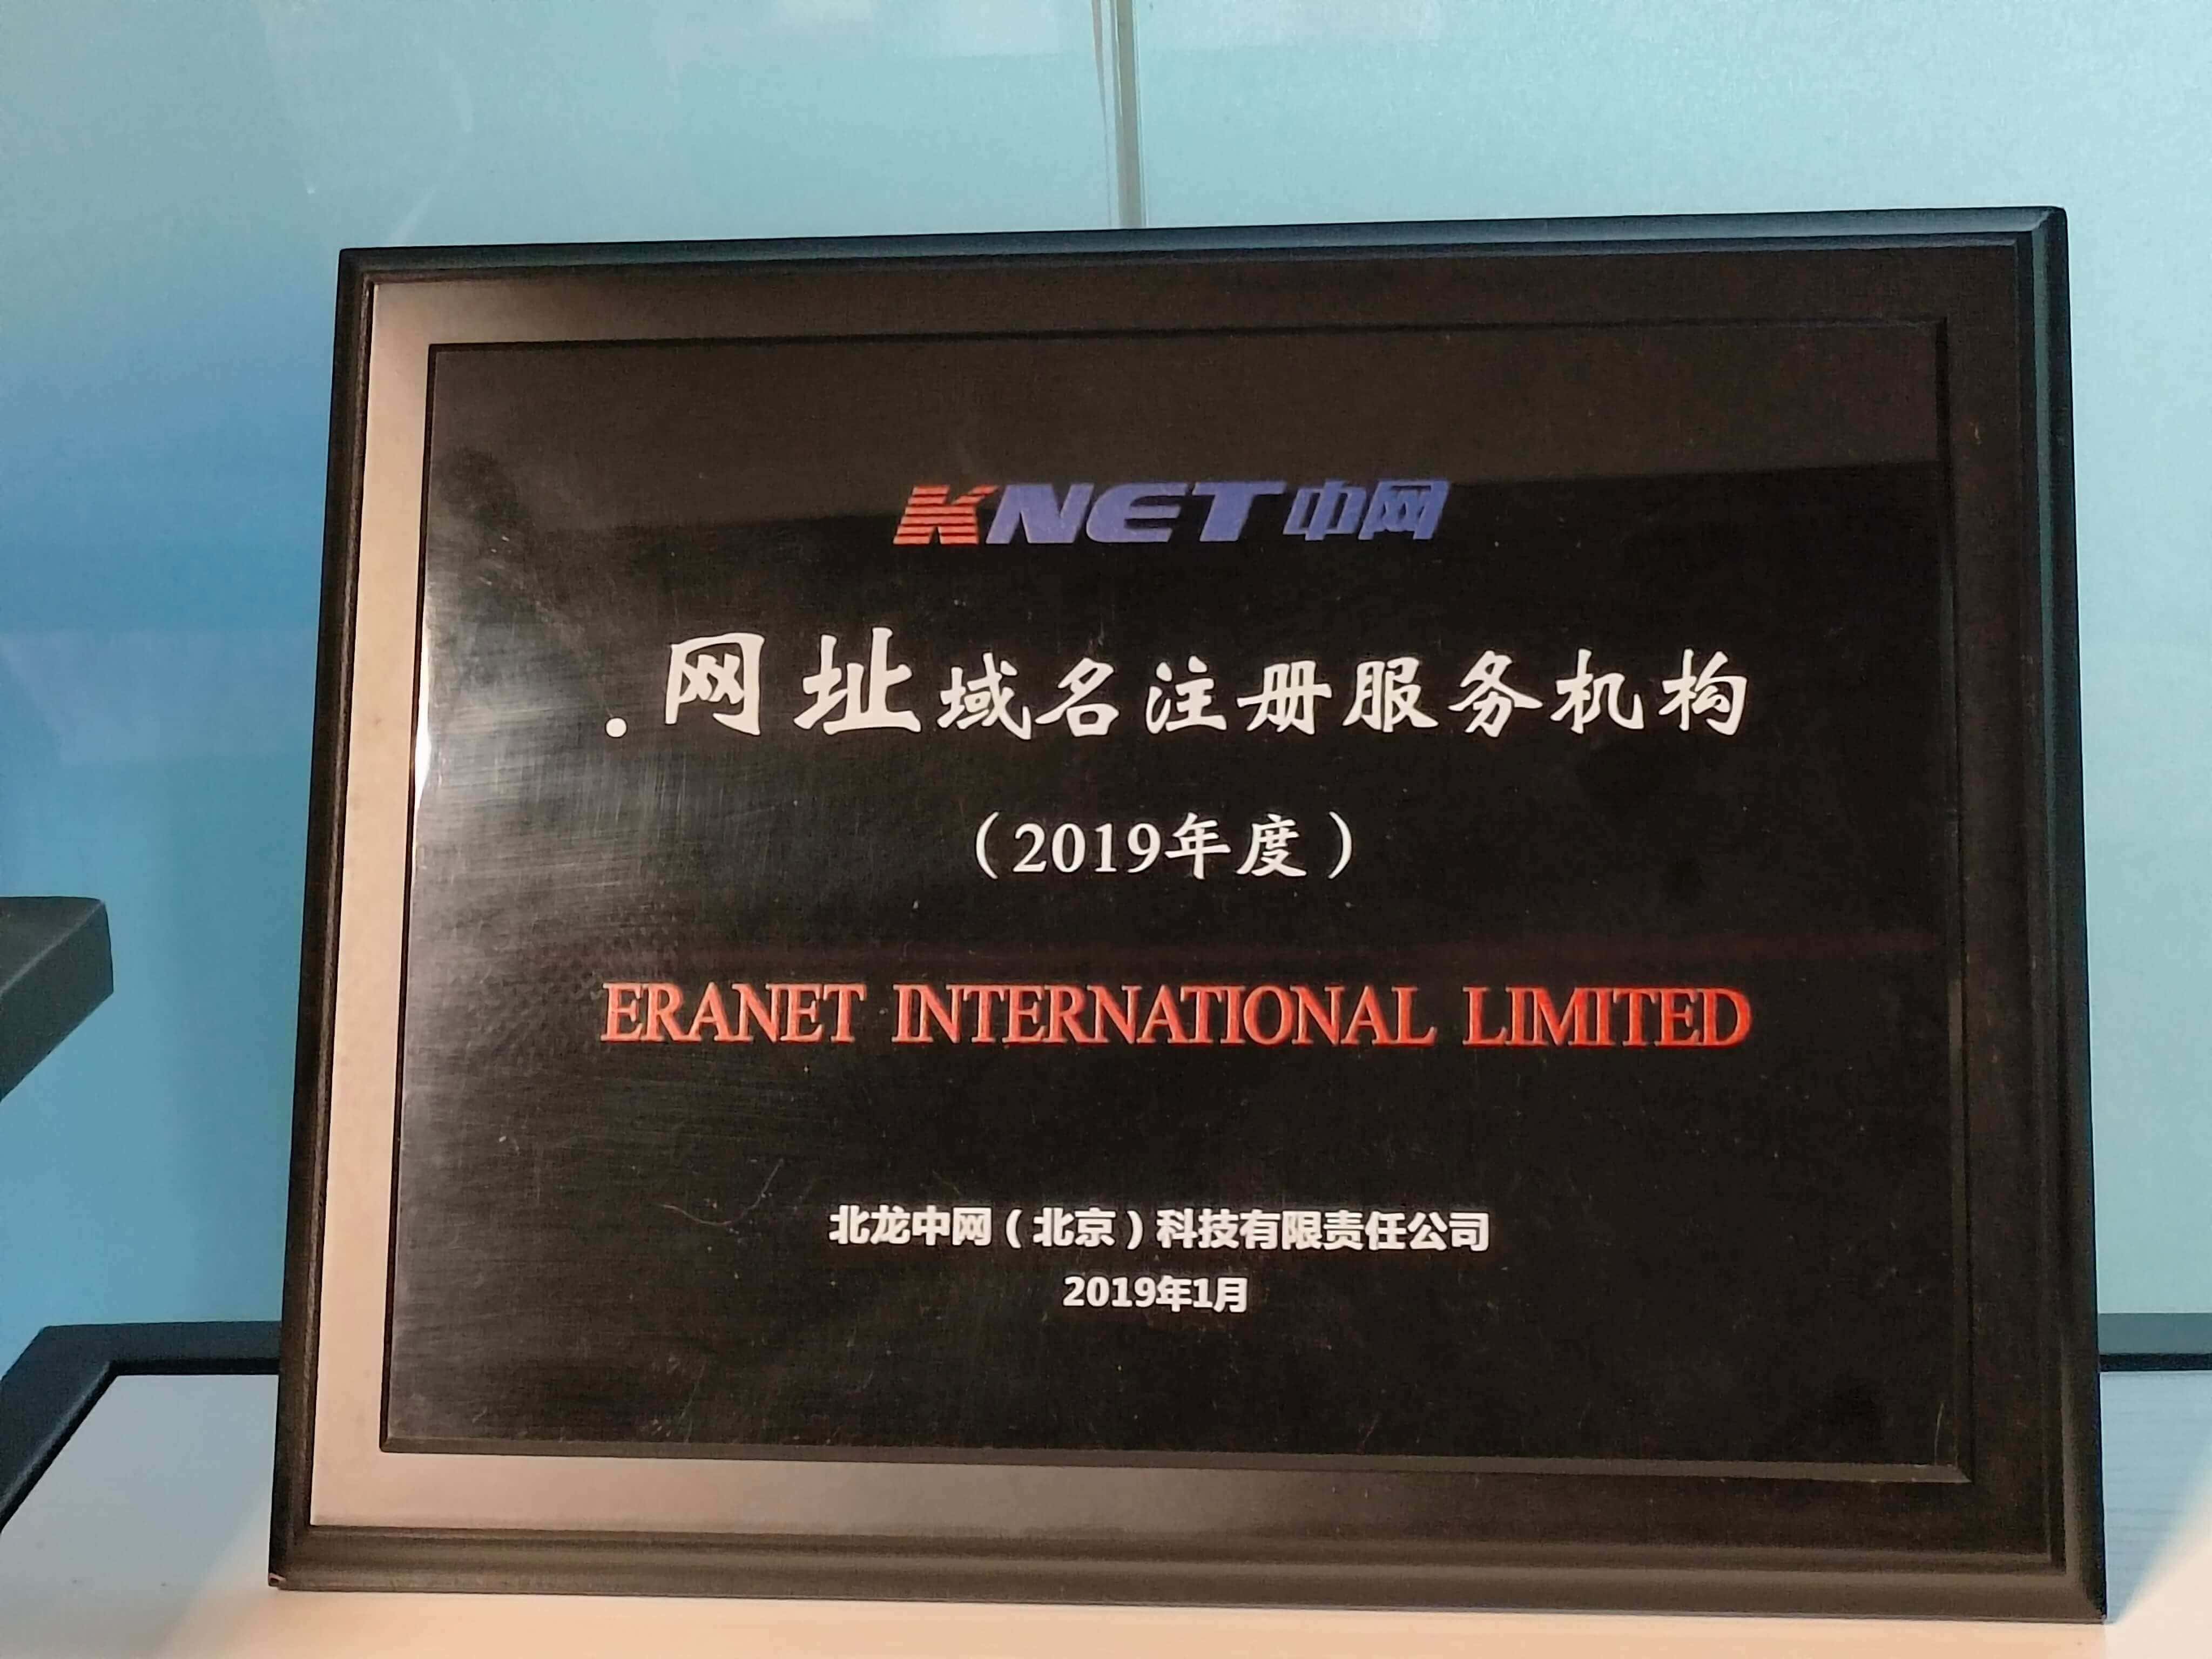 KNET中网
.网址域名注册服务机构
（2019年度）
ERANET INTERNATIONAL LIMITED
北龙中网（北京）科技有限责任公司
2019年1月